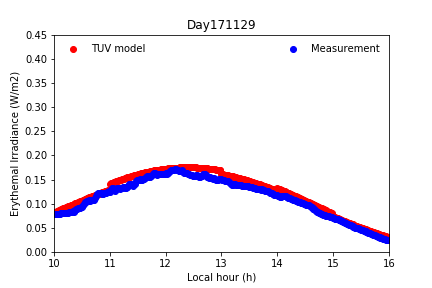 Day171129
TUV model
Measurement
0.45
0.40
0.35
0.30
0.25
0.20
0.15
0.10
0.05
0.00
Erythemal Irradiance (W/m2)
10 11 12 13 14 15 16
Local hour (h)